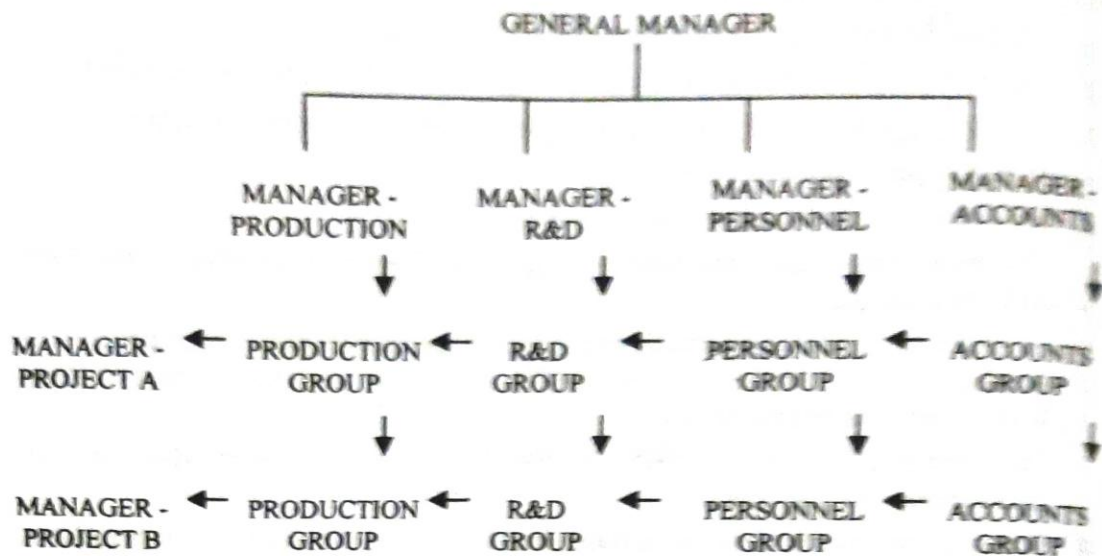 GENERAL MANAGER
MANAGER - MANAGER - MANAGER - MANAGER -
PRODUCTION R&D PERSONNEL ACCOUNTS
MANAGER - PRODUCTION R&D PERSONNEL ACCOUNTS
PROJECT A GROUP GROUP GROUP GROUP
MANAGER - PRODUCTION R&D PERSONNEL ACCOUNTS
PROJECT B GROUP GROUP GROUP GROUP